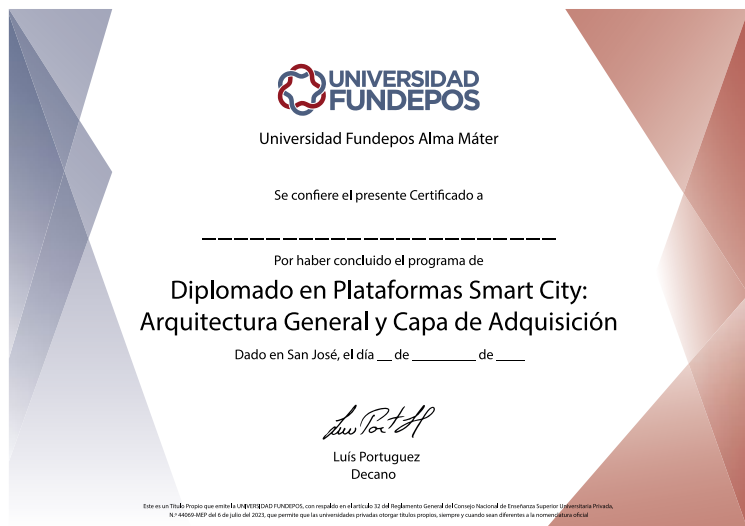 UNIVERSIDAD
FUNDEPOS
Universidad Fundepos Alma Máter
Se confiere el presente Certificado a
_______________________
Por haber concluido el programa de
Diplomado en Plataformas Smart City:
Arquitectura General y Capa de Adquisición
Dado en San José, el día __ de _________ de ____
Luís Portuguez
Decano
Este es un Título Propio que emite la UNIVERSIDAD FUNDEPOS, con respaldo en el artículo 32 del Reglamento General del Consejo Nacional de Enseñanza Superior Universitaria Privada,
N.º 44069-MEP del 6 de julio del 2023, que permite que las universidades privadas otorgar títulos propios, siempre y cuando sean diferentes a la nomenclatura oficial